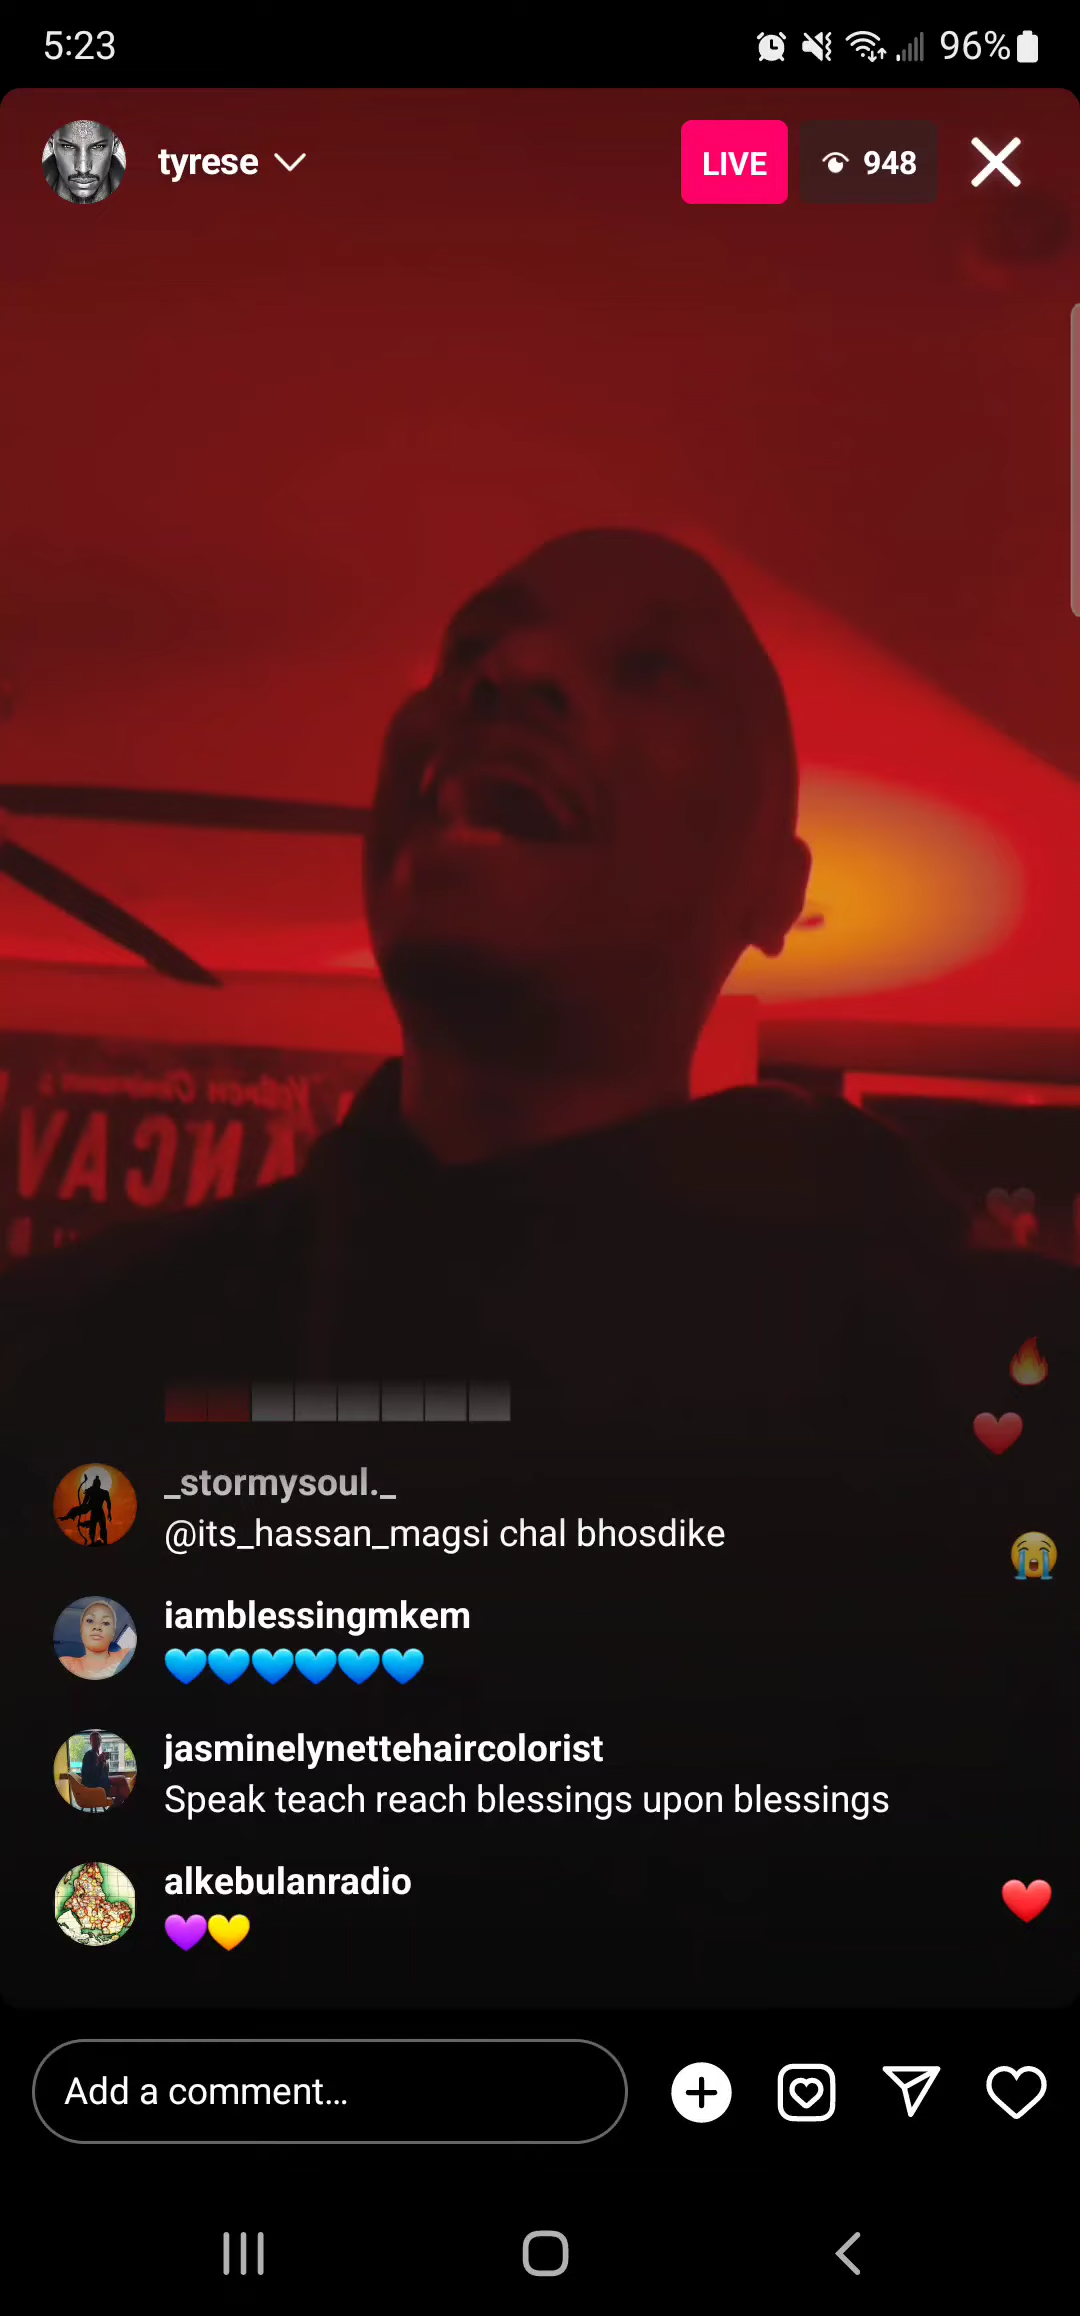 5:23
96%
tyrese
LIVE
948
_stormysoul._
@its_hassan_magsi chal bhosdike
iamblessingmkem
jasminelynettehaircolorist
Speak teach reach blessings upon blessings
alkebulanradio
Add a comment...